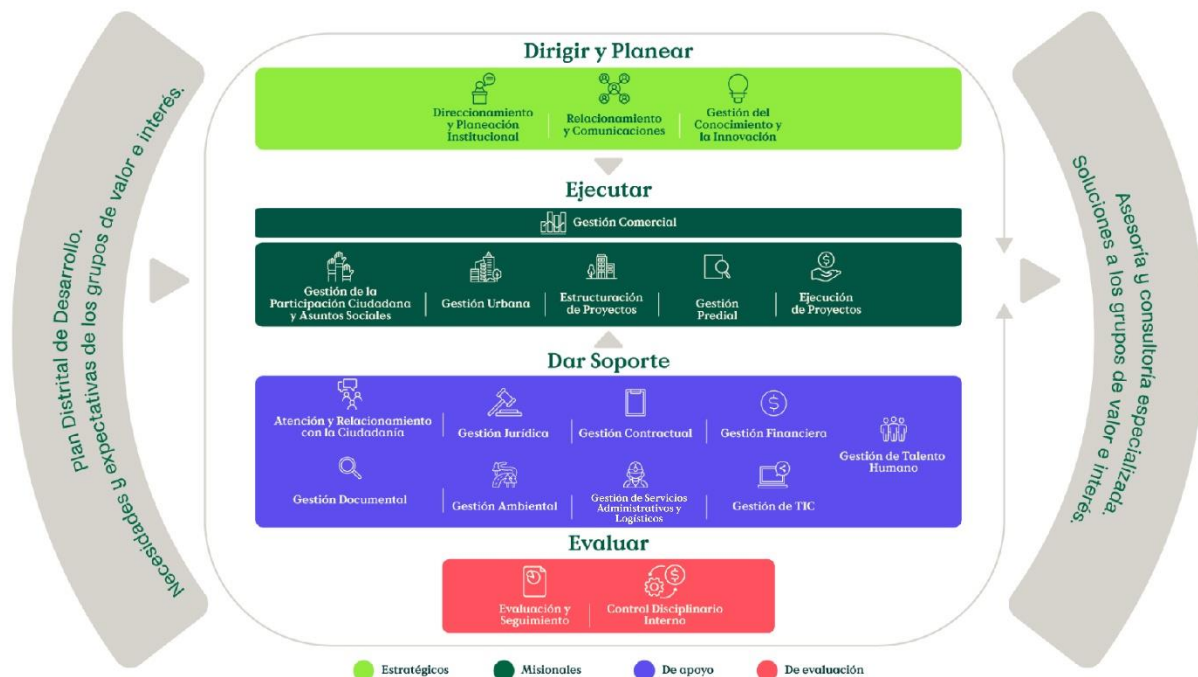 Plan Distrital de Desarrollo.
Necesidades y expectativas de los grupos de valor e interés.
Dirigir y Planear
Direccionamiento
y Planeación
Institucional
Relacionamiento
y Comunicaciones
Gestión del
Conocimiento y
la Innovación
Ejecutar
Gestión Comercial
Gestión de la
Participación Ciudadana
y Asuntos Sociales
Gestión Urbana
Estructuración
de Proyectos
Gestión
Predial
Ejecución
de Proyectos
Dar Soporte
Atención y Relacionamiento
con la Ciudadanía
Gestión Jurídica
Gestión Contractual
Gestión Financiera
Gestión de Talento
Humano
Gestión Documental
Gestión Ambiental
Gestión de Servicios
Administrativos y
Logísticos
Gestión de TIC
Evaluar
Evaluación y
Seguimiento
Control Disciplinario
Interno
Estratégicos
Misionales
De apoyo
De evaluación
Asesoría y consultoría especializada.
Soluciones a los grupos de valor e interés.